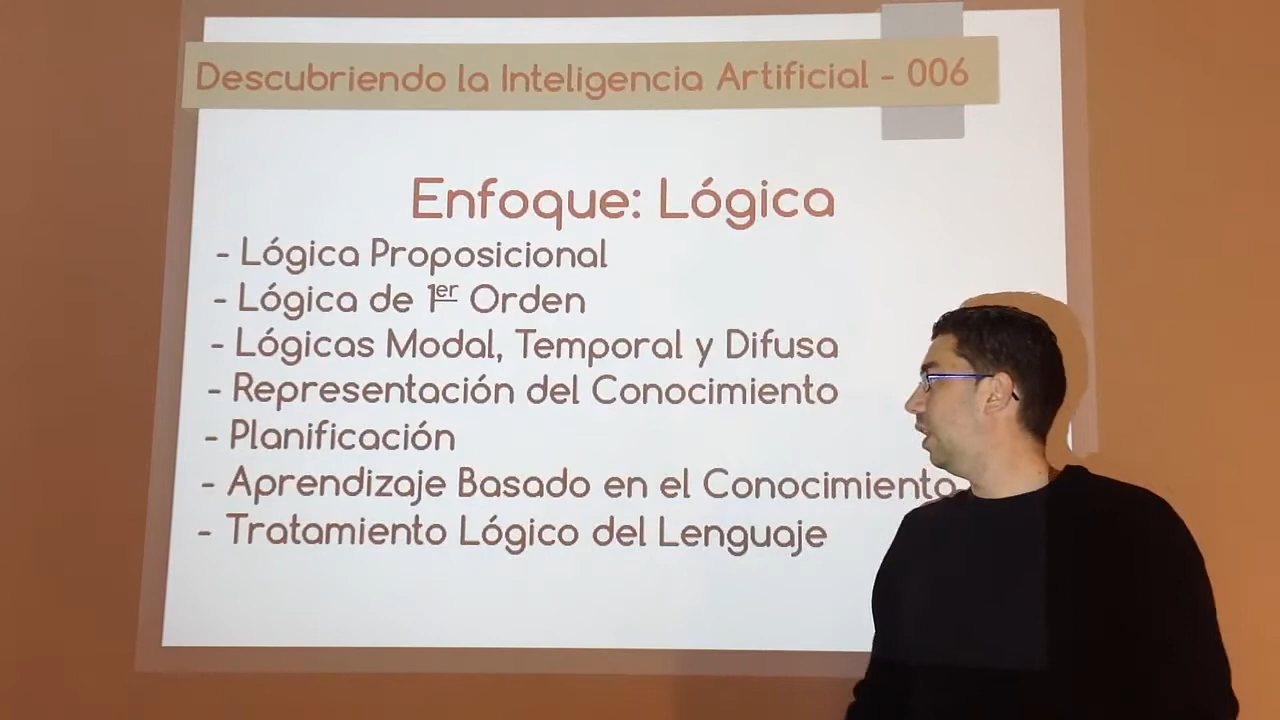 Descubriendo la Inteligencia Artificial - 006
Enfoque: Lógica
- Lógica Proposicional
- Lógica de 1er Orden
- Lógicas Modal, Temporal y Difusa
- Representación del Conocimiento
- Planificación
- Aprendizaje Basado en el Conocimiento
- Tratamiento Lógico del Lenguaje